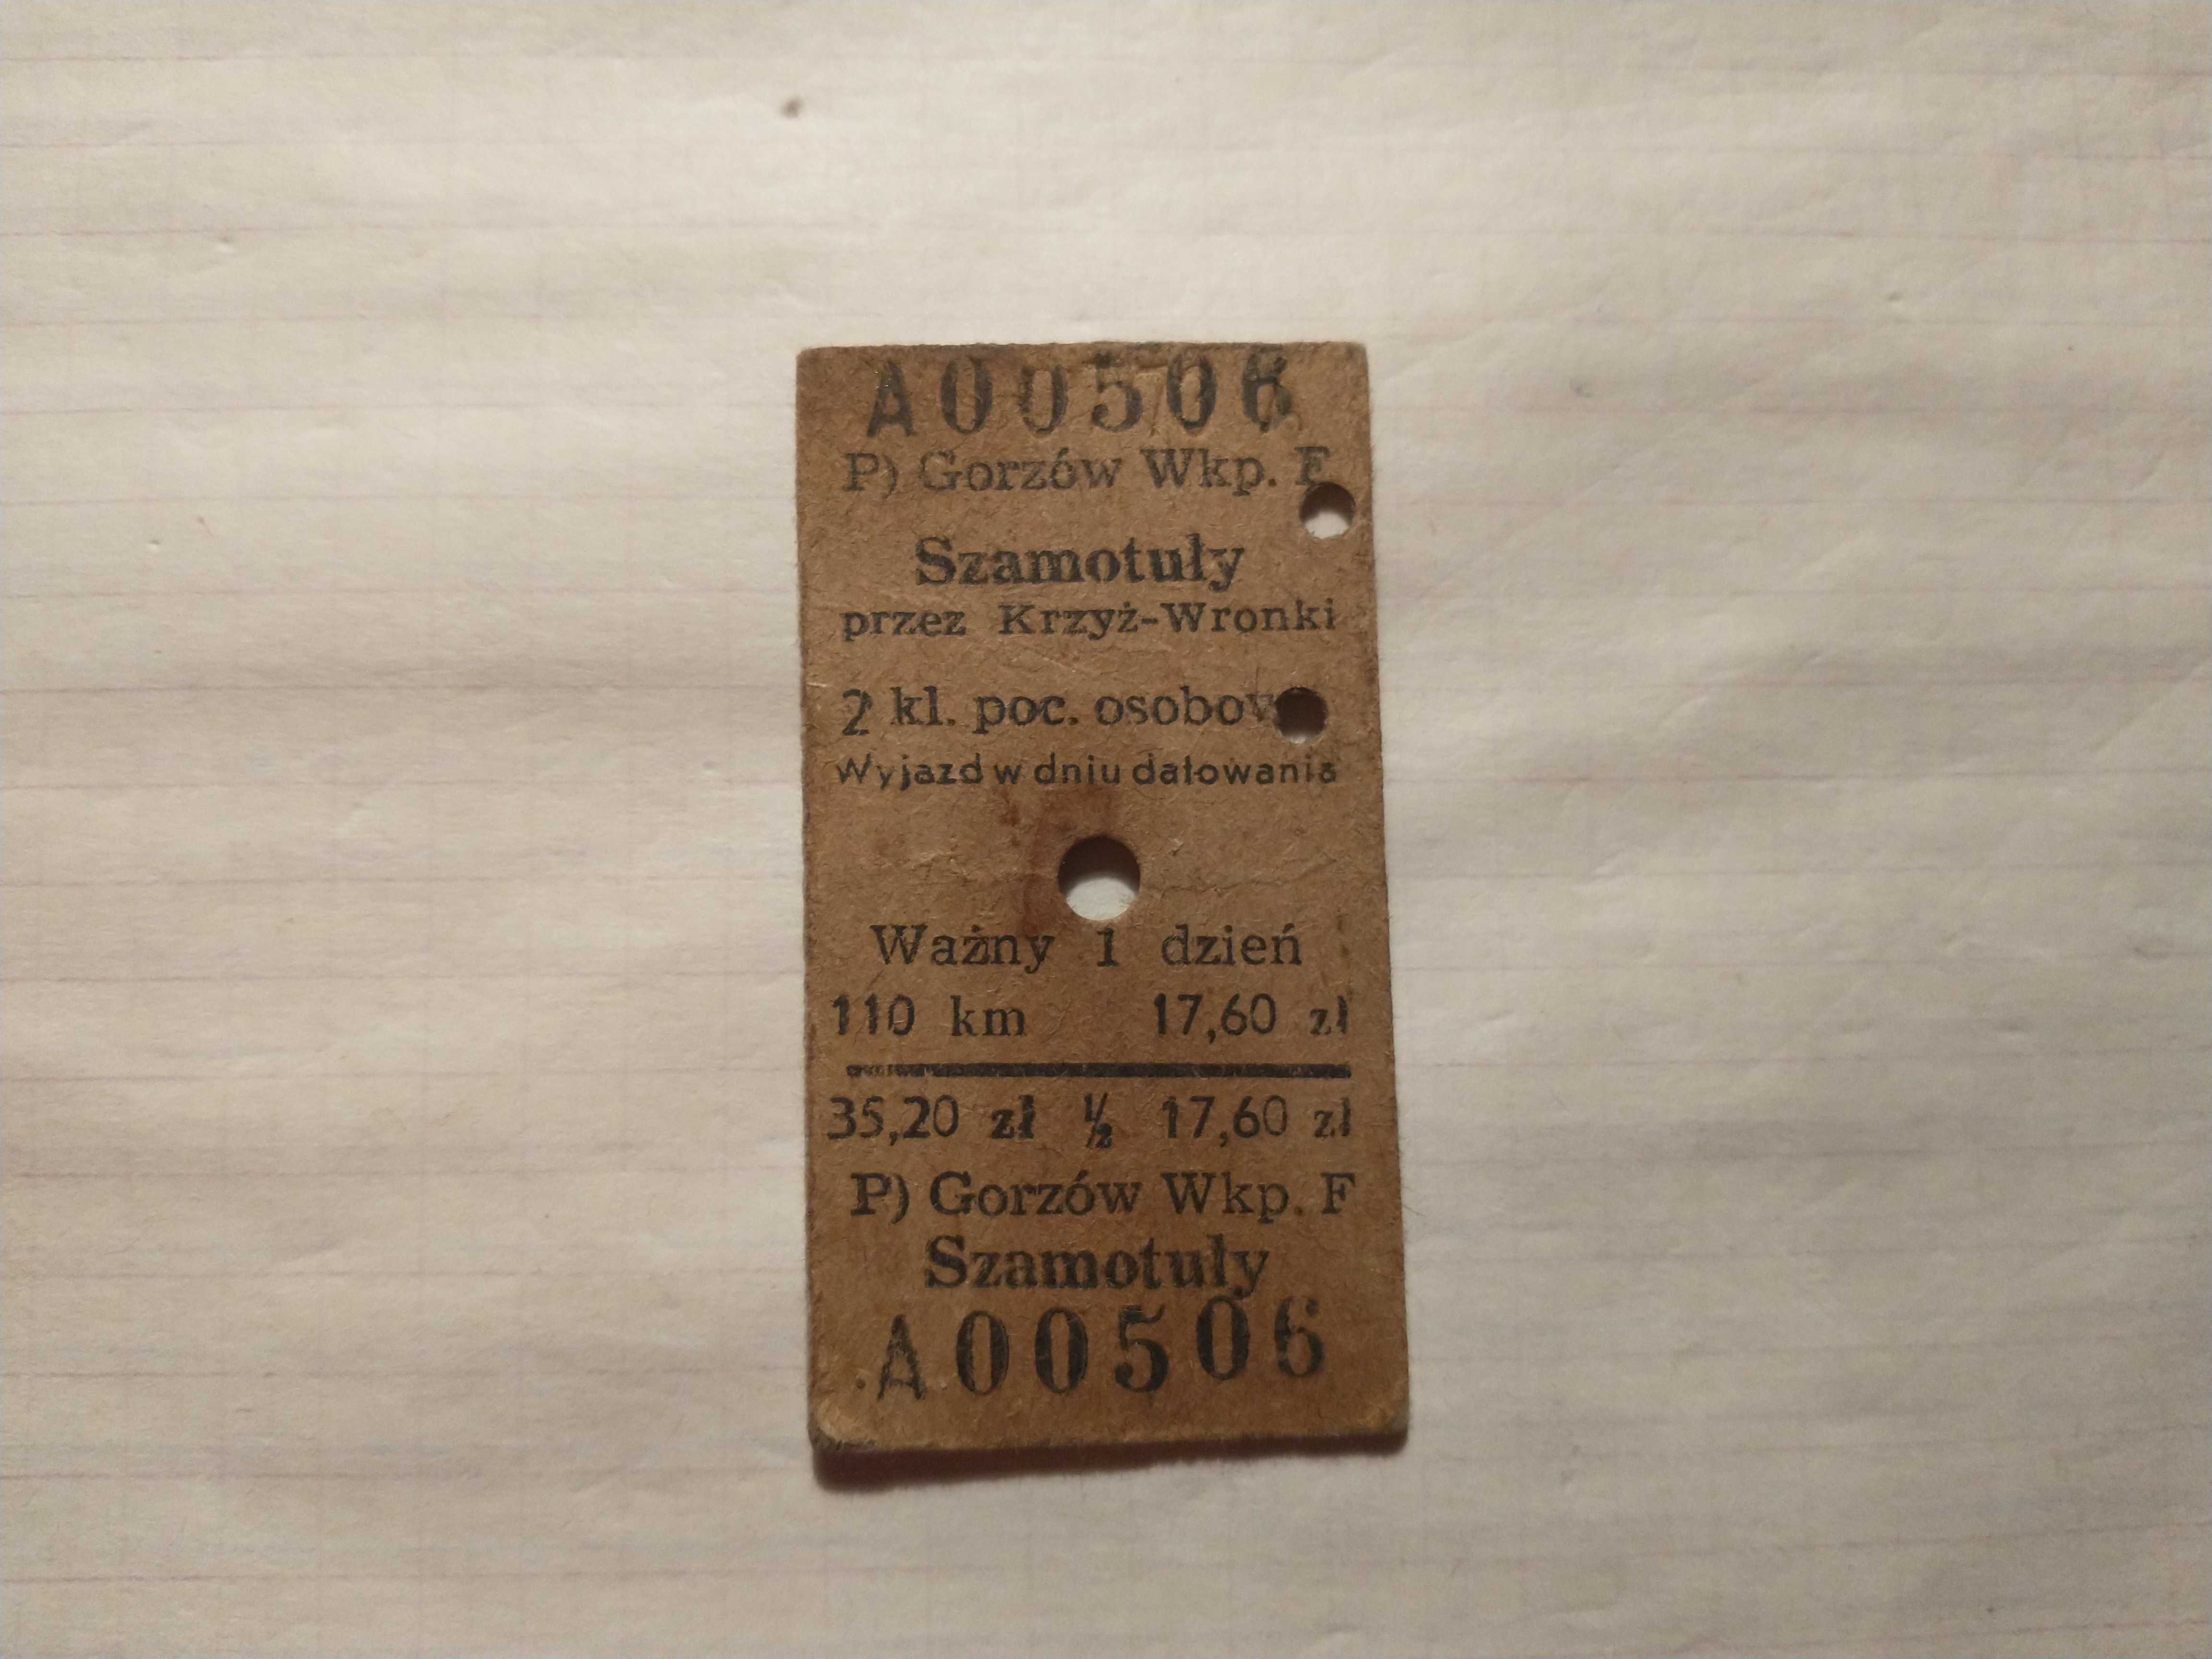 A00506
P) Gorzów Wkp. F
Szamotuły
przez Krzyż-Wronki
2 kl. poc. osobow
Wyjazd w dniu datowania
Ważny 1 dzień
110 km 17,60 zł
35,20 zł ½ 17,60 zł
P) Gorzów Wkp. F
Szamotuły
A00506